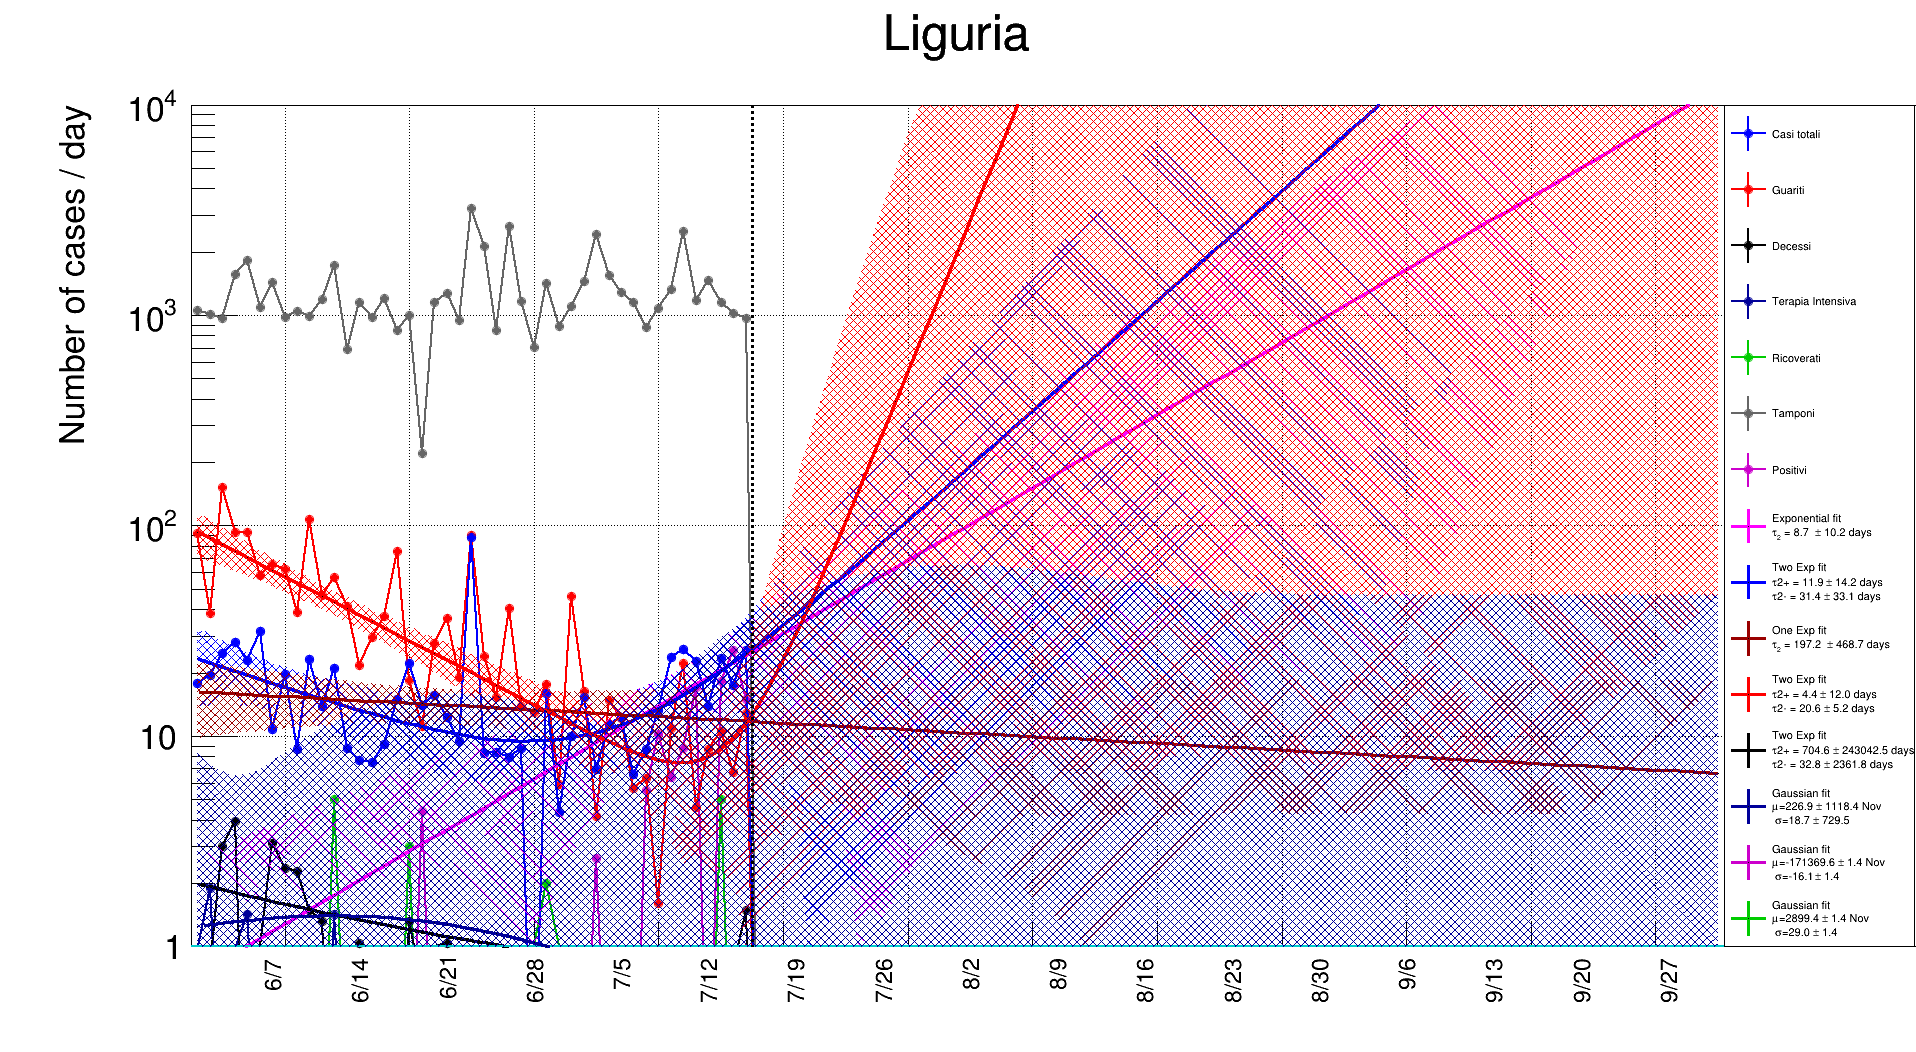 Liguria
Number of cases / day
10^4
10^3
10^2
10
1
6/7
6/14
6/21
6/28
7/5
7/12
7/19
7/26
8/2
8/9
8/16
8/23
8/30
9/6
9/13
9/20
9/27
Casi totali
Guariti
Decessi
Terapia Intensiva
Ricoverati
Tamponi
Positivi
Exponential fit
τ₂ = 8.7 ± 10.2 days
Two Exp fit
τ2+ = 11.9 ± 14.2 days
τ2- = 31.4 ± 33.1 days
One Exp fit
τ₂ = 197.2 ± 468.7 days
Two Exp fit
τ2+ = 4.4 ± 12.0 days
τ2- = 20.6 ± 5.2 days
Two Exp fit
τ2+ = 704.6 ± 243042.5 days
τ2- = 32.8 ± 2361.8 days
Gaussian fit
μ=226.9 ± 1118.4 Nov
σ=18.7 ± 729.5
Gaussian fit
μ=-171369.6 ± 1.4 Nov
σ=-16.1 ± 1.4
Gaussian fit
μ=2899.4 ± 1.4 Nov
σ=29.0 ± 1.4